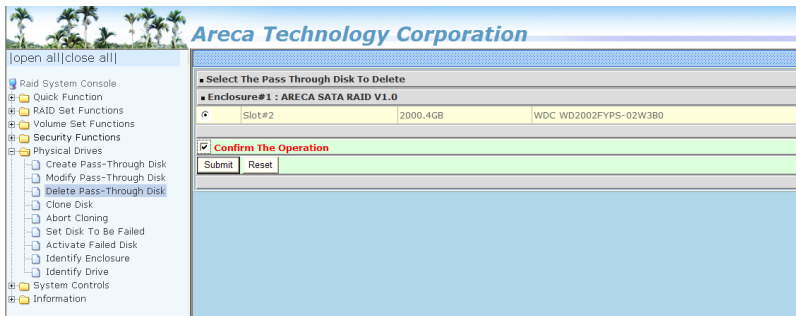 Areca Technology Corporation
|open all|close all|
Raid System Console
Quick Function
RAID Set Functions
Volume Set Functions
Security Functions
Physical Drives
Create Pass-Through Disk
Modify Pass-Through Disk
Delete Pass-Through Disk
Clone Disk
Abort Cloning
Set Disk To Be Failed
Activate Failed Disk
Identify Enclosure
Identify Drive
System Controls
Information
Select The Pass Through Disk To Delete
Enclosure#1 : ARECA SATA RAID V1.0
Slot#2 2000.4GB WDC WD2002FYPS-02W3B0
Confirm The Operation
Submit Reset